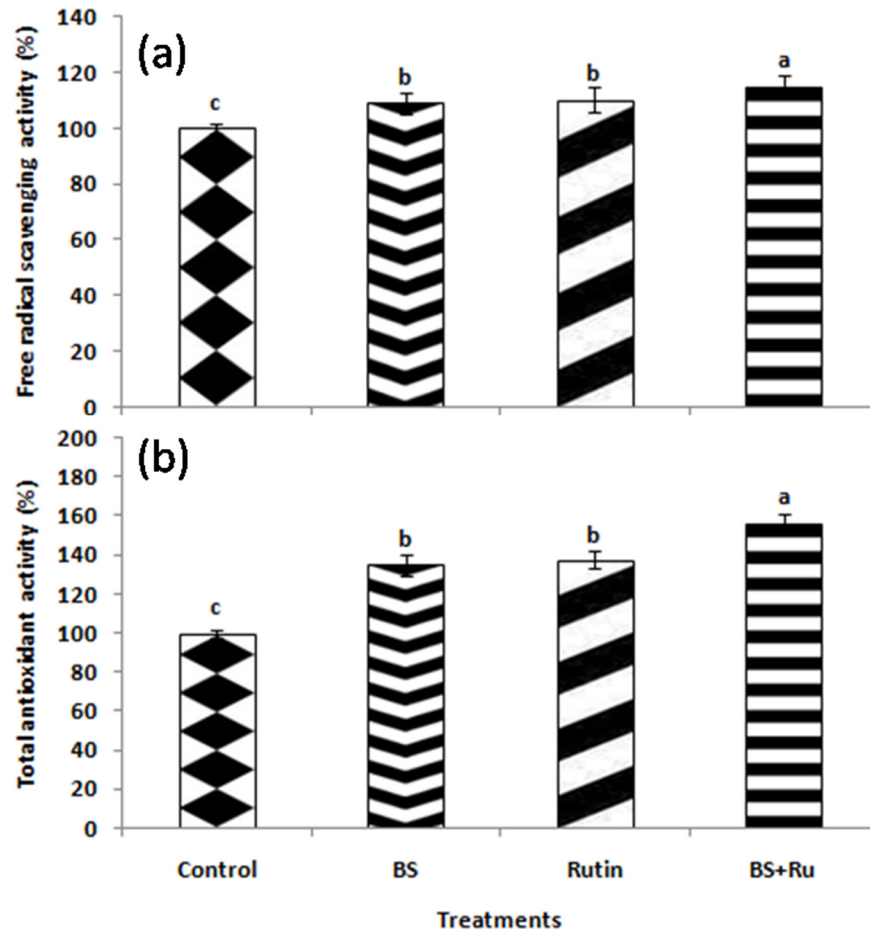 (a)
Free radical scavenging activity (%)
140
120
100
80
60
40
20
0
c
b
b
a
(b)
Total antioxidant activity (%)
200
180
160
140
120
100
80
60
40
20
0
c
b
b
a
Control BS Rutin BS+Ru
Treatments